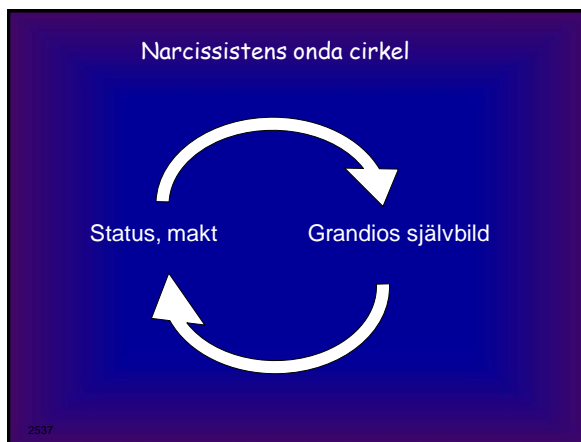 Narcissistens onda cirkel
Status, makt
Grandios självbild
2537